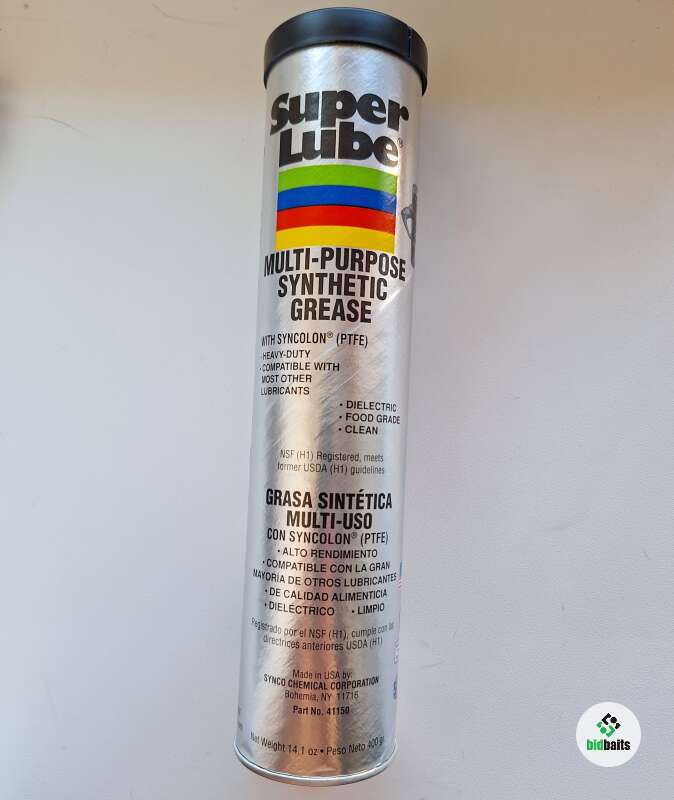 Super
Lube®
MULTI-PURPOSE
SYNTHETIC
GREASE
WITH SYNCOLON® (PTFE)
• HEAVY-DUTY
• COMPATIBLE WITH
MOST OTHER
LUBRICANTS
• DIELECTRIC
• FOOD GRADE
• CLEAN
NSF (H1) Registered, meets
former USDA (H1) guidelines
GRASA SINTÉTICA
MULTI-USO
CON SYNCOLON® (PTFE)
• ALTO RENDIMIENTO
• COMPATIBLE CON LA GRAN
MAYORÍA DE OTROS LUBRICANTES
• DE CALIDAD ALIMENTICIA
• DIELÉCTRICO • LIMPIO
Registrado por el NSF (H1), cumple con las
directrices anteriores USDA (H1)
Made in USA by:
SYNCO CHEMICAL CORPORATION
Bohemia, NY 11716
Part No. 41150
Net Weight 14.1 oz • Peso Neto 400 gr
bidbaits